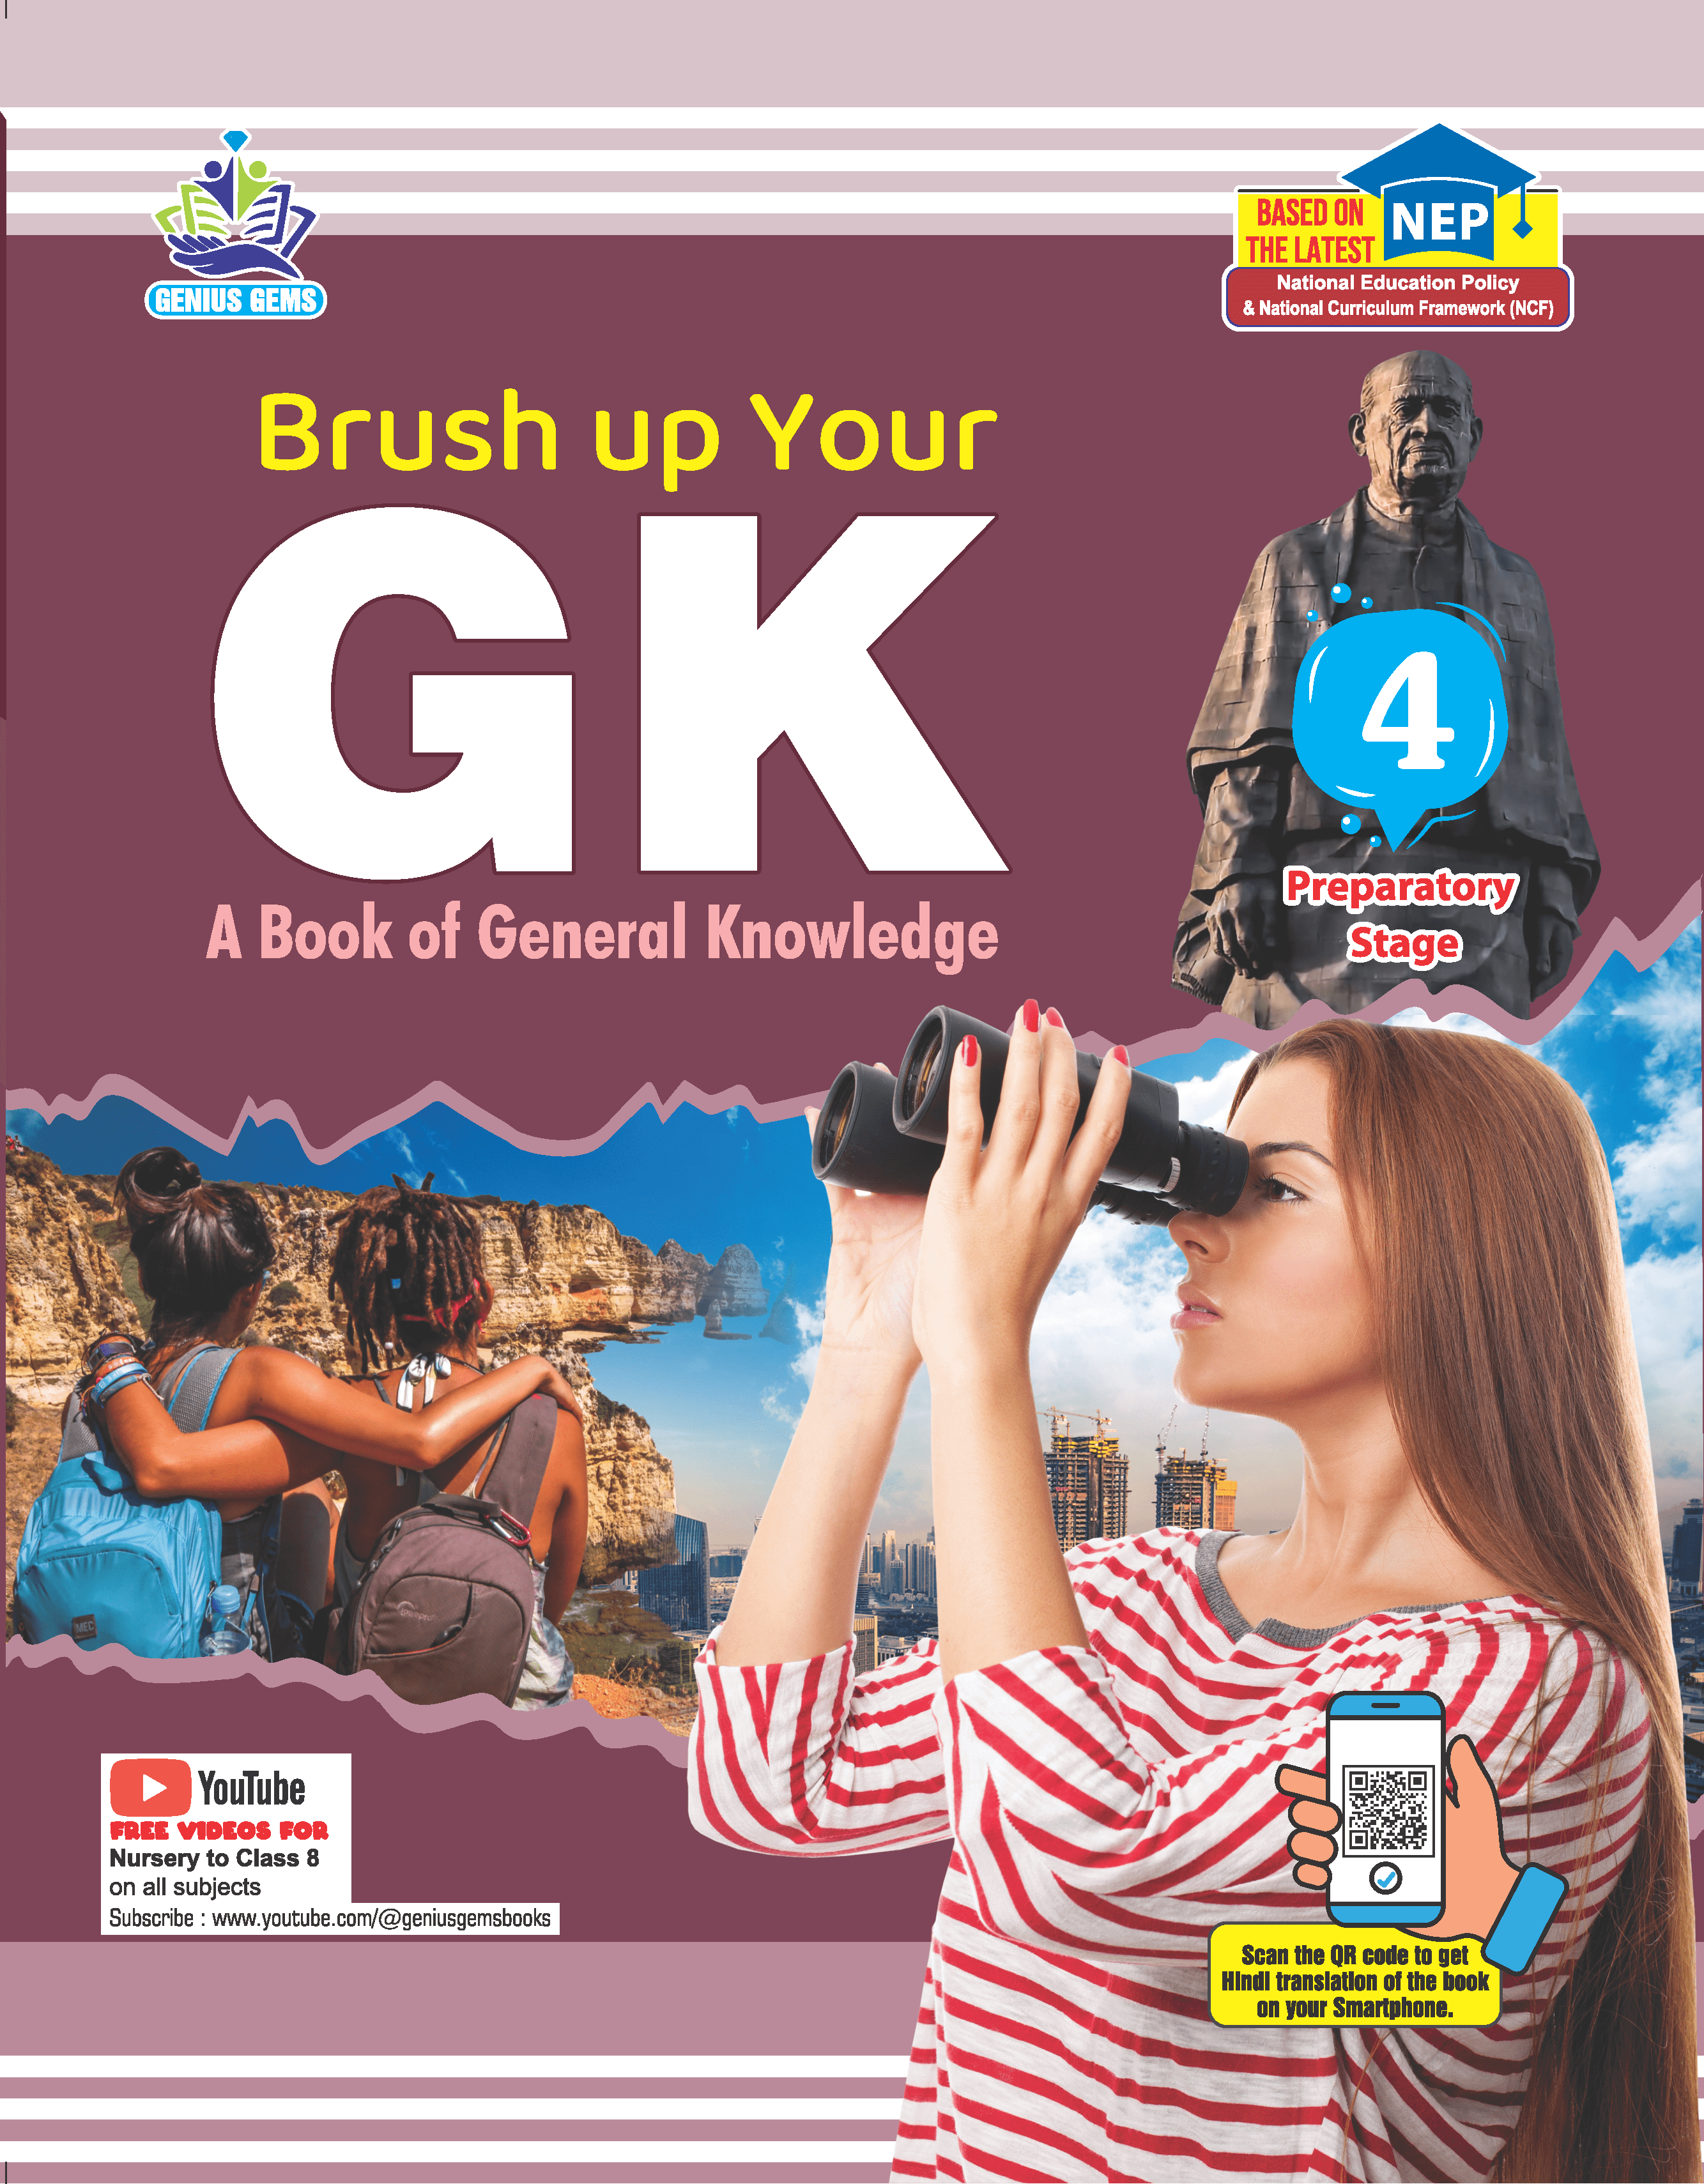 GENIUS GEMS
BASED ON
THE LATEST
NEP
National Education Policy
& National Curriculum Framework (NCF)
Brush up Your
GK
A Book of General Knowledge
4
Preparatory
Stage
MEC
YouTube
FREE VIDEOS FOR
Nursery to Class 8
on all subjects
Subscribe : www.youtube.com/@geniusgemsbooks
Scan the QR code to get
Hindi translation of the book
on your Smartphone.